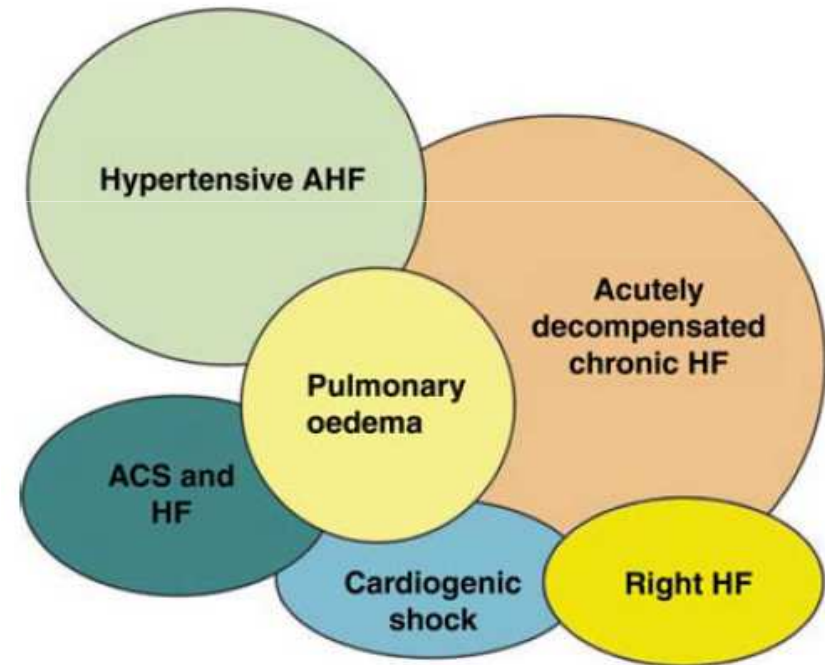 Hypertensive AHF
Acutely
decompensated
chronic HF
Pulmonary
oedema
ACS and
HF
Cardiogenic
shock
Right HF